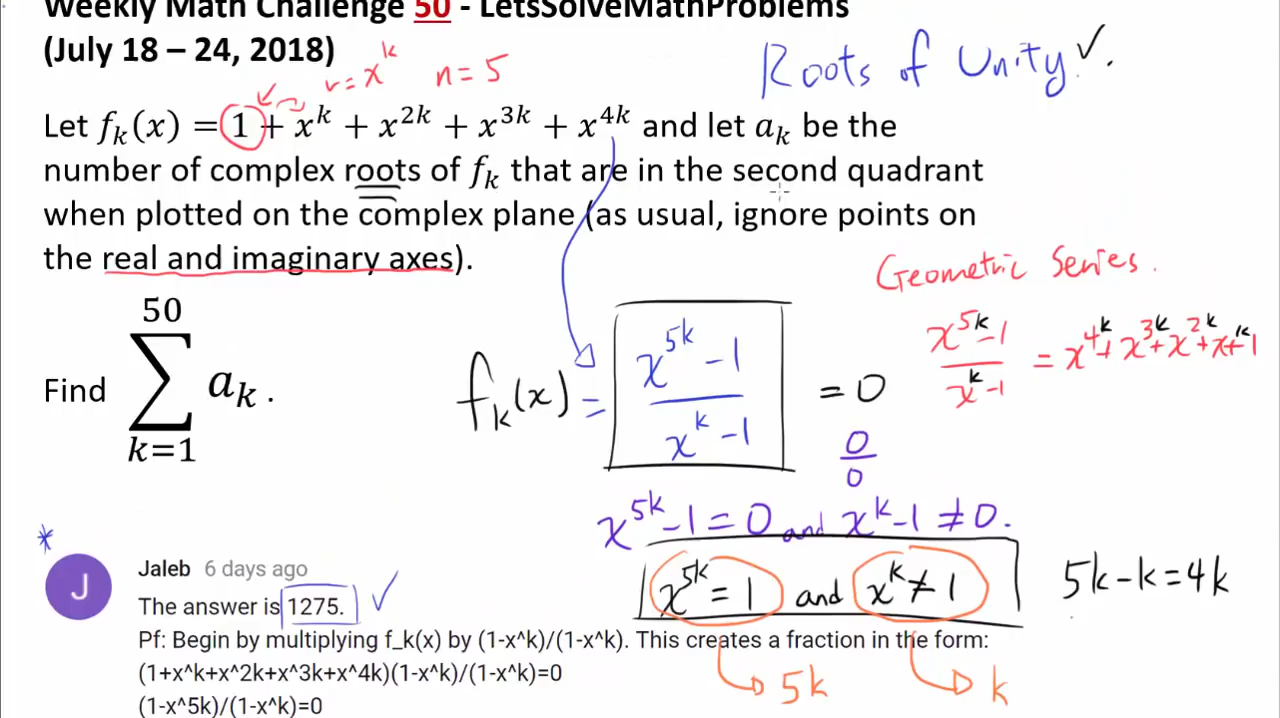 Weekly Math Challenge 50 - LetsSolveMathProblems
(July 18 – 24, 2018)
Roots of Unity ✓.
r = x^k n = 5
Let f_k(x) = 1 + x^k + x^{2k} + x^{3k} + x^{4k} and let a_k be the
number of complex roots of f_k that are in the second quadrant
when plotted on the complex plane (as usual, ignore points on
the real and imaginary axes).
Geometric Series.
Find \sum_{k=1}^{50} a_k.
f_k(x) = \frac{x^{5k} - 1}{x^k - 1} = 0
\frac{x^{5k} - 1}{x^k - 1} = x^{4k} + x^{3k} + x^{2k} + x^k + 1
\frac{0}{0}
x^{5k} - 1 = 0 and x^k - 1 ≠ 0.
x^{5k} = 1 and x^k ≠ 1
5k - k = 4k
*
J
Jaleb 6 days ago
The answer is 1275. ✓
Pf: Begin by multiplying f_k(x) by (1-x^k)/(1-x^k). This creates a fraction in the form:
(1+x^k+x^2k+x^3k+x^4k)(1-x^k)/(1-x^k)=0
5k k
(1-x^5k)/(1-x^k)=0